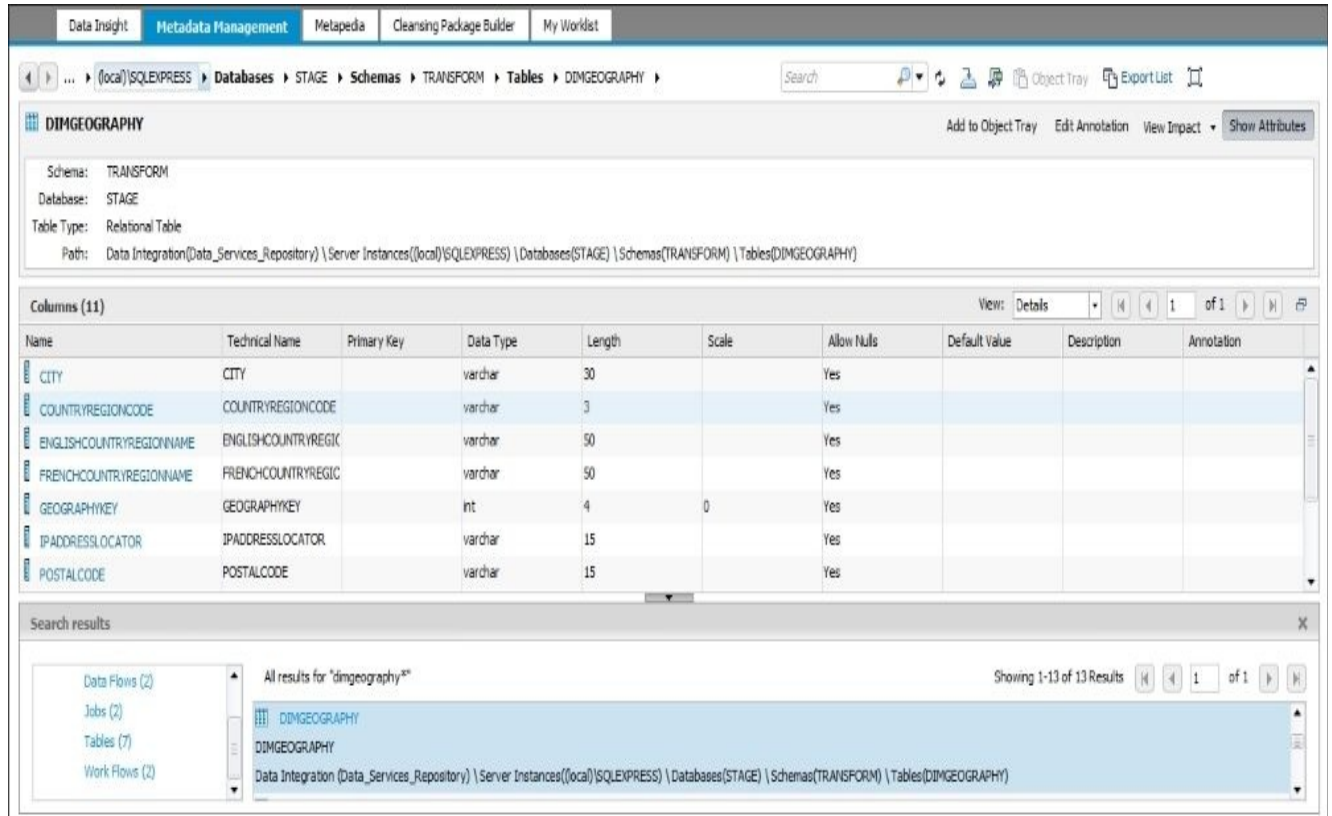 Data Insight Metadata Management Metapedia Cleansing Package Builder My Worklist
... (local)\SQLEXPRESS Databases STAGE Schemas TRANSFORM Tables DIMGEOGRAPHY Search Object Tray Export List
DIMGEOGRAPHY Add to Object Tray Edit Annotation View Impact Show Attributes
Schema: TRANSFORM
Database: STAGE
Table Type: Relational Table
Path: Data Integration(Data_Services_Repository) \ Server Instances((local)\SQLEXPRESS) \ Databases(STAGE) \ Schemas(TRANSFORM) \ Tables(DIMGEOGRAPHY)
Columns (11) View: Details 1 of 1
Name Technical Name Primary Key Data Type Length Scale Allow Nulls Default Value Description Annotation
CITY CITY varchar 30 Yes
COUNTRYREGIONCODE COUNTRYREGIONCODE varchar 3 Yes
ENGLISHCOUNTRYREGIONNAME ENGLISHCOUNTRYREGIC varchar 50 Yes
FRENCHCOUNTRYREGIONNAME FRENCHCOUNTRYREGIC varchar 50 Yes
GEOGRAPHYKEY GEOGRAPHYKEY int 4 0 Yes
IPADDRESSLOCATOR IPADDRESSLOCATOR varchar 15 Yes
POSTALCODE POSTALCODE varchar 15 Yes
Search results X
Data Flows (2)
Jobs (2)
Tables (7)
Work Flows (2)
All results for "dimgeography*" Showing 1-13 of 13 Results 1 of 1
DIMGEOGRAPHY
DIMGEOGRAPHY
Data Integration (Data_Services_Repository) \ Server Instances((local)\SQLEXPRESS) \ Databases(STAGE) \ Schemas(TRANSFORM) \ Tables(DIMGEOGRAPHY)